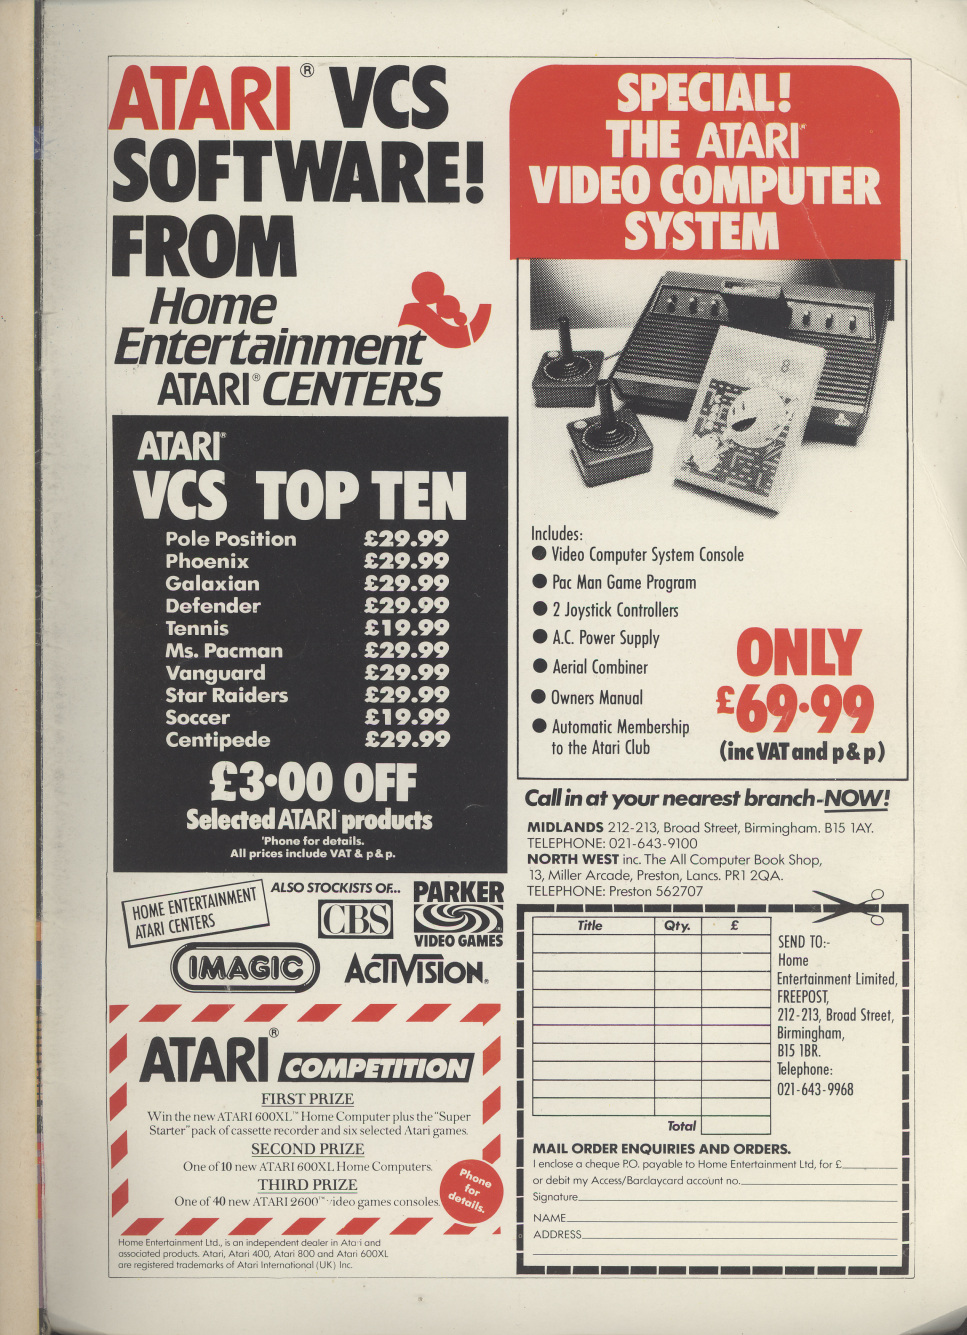 ATARI® VCS
SOFTWARE!
FROM
Home
Entertainment
ATARI® CENTERS
ATARI®
VCS TOP TEN
Pole Position £29.99
Phoenix £29.99
Galaxian £29.99
Defender £29.99
Tennis £19.99
Ms. Pacman £29.99
Vanguard £29.99
Star Raiders £29.99
Soccer £19.99
Centipede £29.99
£3·00 OFF
Selected ATARI products
'Phone for details.
All prices include VAT & p&p.
HOME ENTERTAINMENT
ATARI CENTERS
ALSO STOCKISTS OF...
CBS
PARKER
VIDEO GAMES
IMAGIC
ACTIVISION®
ATARI® COMPETITION
FIRST PRIZE
Win the new ATARI 600XL™ Home Computer plus the "Super
Starter" pack of cassette recorder and six selected Atari games.
SECOND PRIZE
One of 10 new ATARI 600XL Home Computers.
THIRD PRIZE
One of 40 new ATARI 2600™ video games consoles.
Phone
for
details.
Home Entertainment Ltd., is an independent dealer in Atari and
associated products. Atari, Atari 400, Atari 800 and Atari 600XL
are registered trademarks of Atari International (UK) Inc.
SPECIAL!
THE ATARI®
VIDEO COMPUTER
SYSTEM
Includes:
● Video Computer System Console
● Pac Man Game Program
● 2 Joystick Controllers
● A.C. Power Supply
● Aerial Combiner
● Owners Manual
● Automatic Membership
to the Atari Club
ONLY
£69·99
(inc VAT and p&p)
Call in at your nearest branch-NOW!
MIDLANDS 212-213, Broad Street, Birmingham. B15 1AY.
TELEPHONE: 021-643-9100
NORTH WEST inc. The All Computer Book Shop,
13, Miller Arcade, Preston, Lancs. PR1 2QA.
TELEPHONE: Preston 562707
Title Qty. £
Total
SEND TO:-
Home
Entertainment Limited,
FREEPOST,
212-213, Broad Street,
Birmingham,
B15 1BR.
Telephone:
021-643-9968
MAIL ORDER ENQUIRIES AND ORDERS.
I enclose a cheque P.O. payable to Home Entertainment Ltd, for £
or debit my Access/Barclaycard account no.
Signature
NAME
ADDRESS